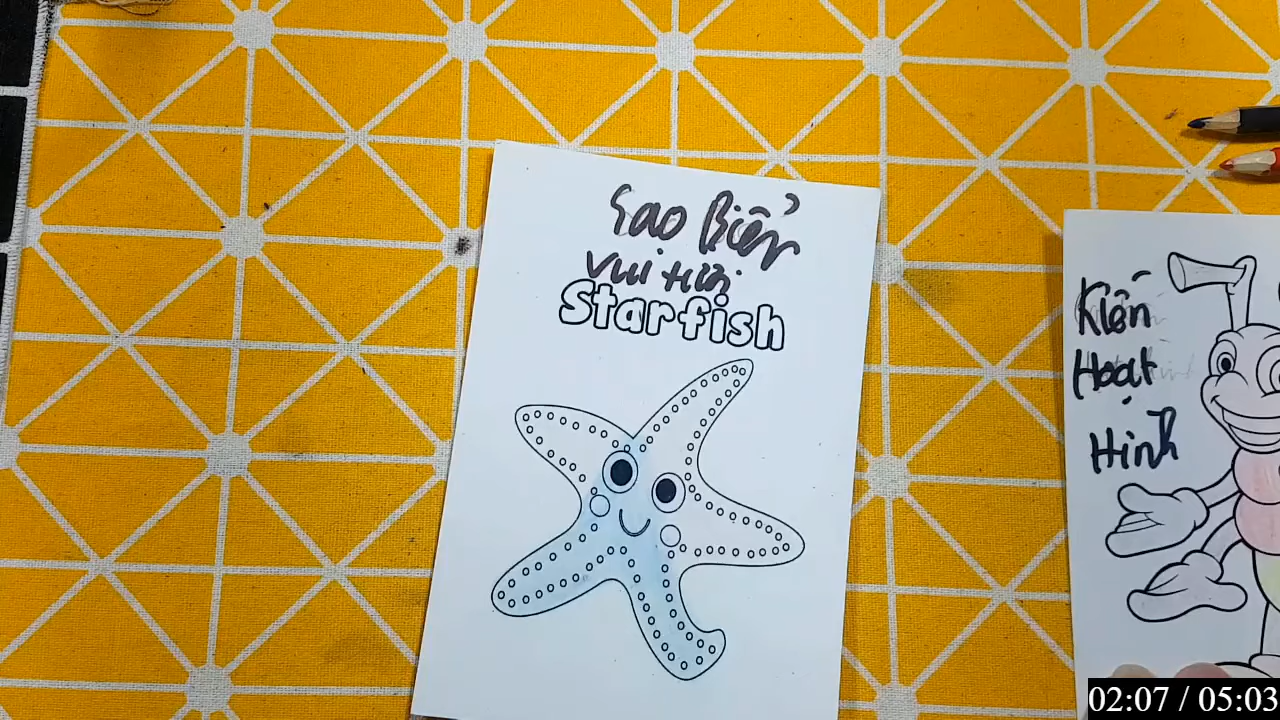 Sao Biển
Vui tươi
Starfish
Kiến
Hoạt
Hình
02:07 / 05:03